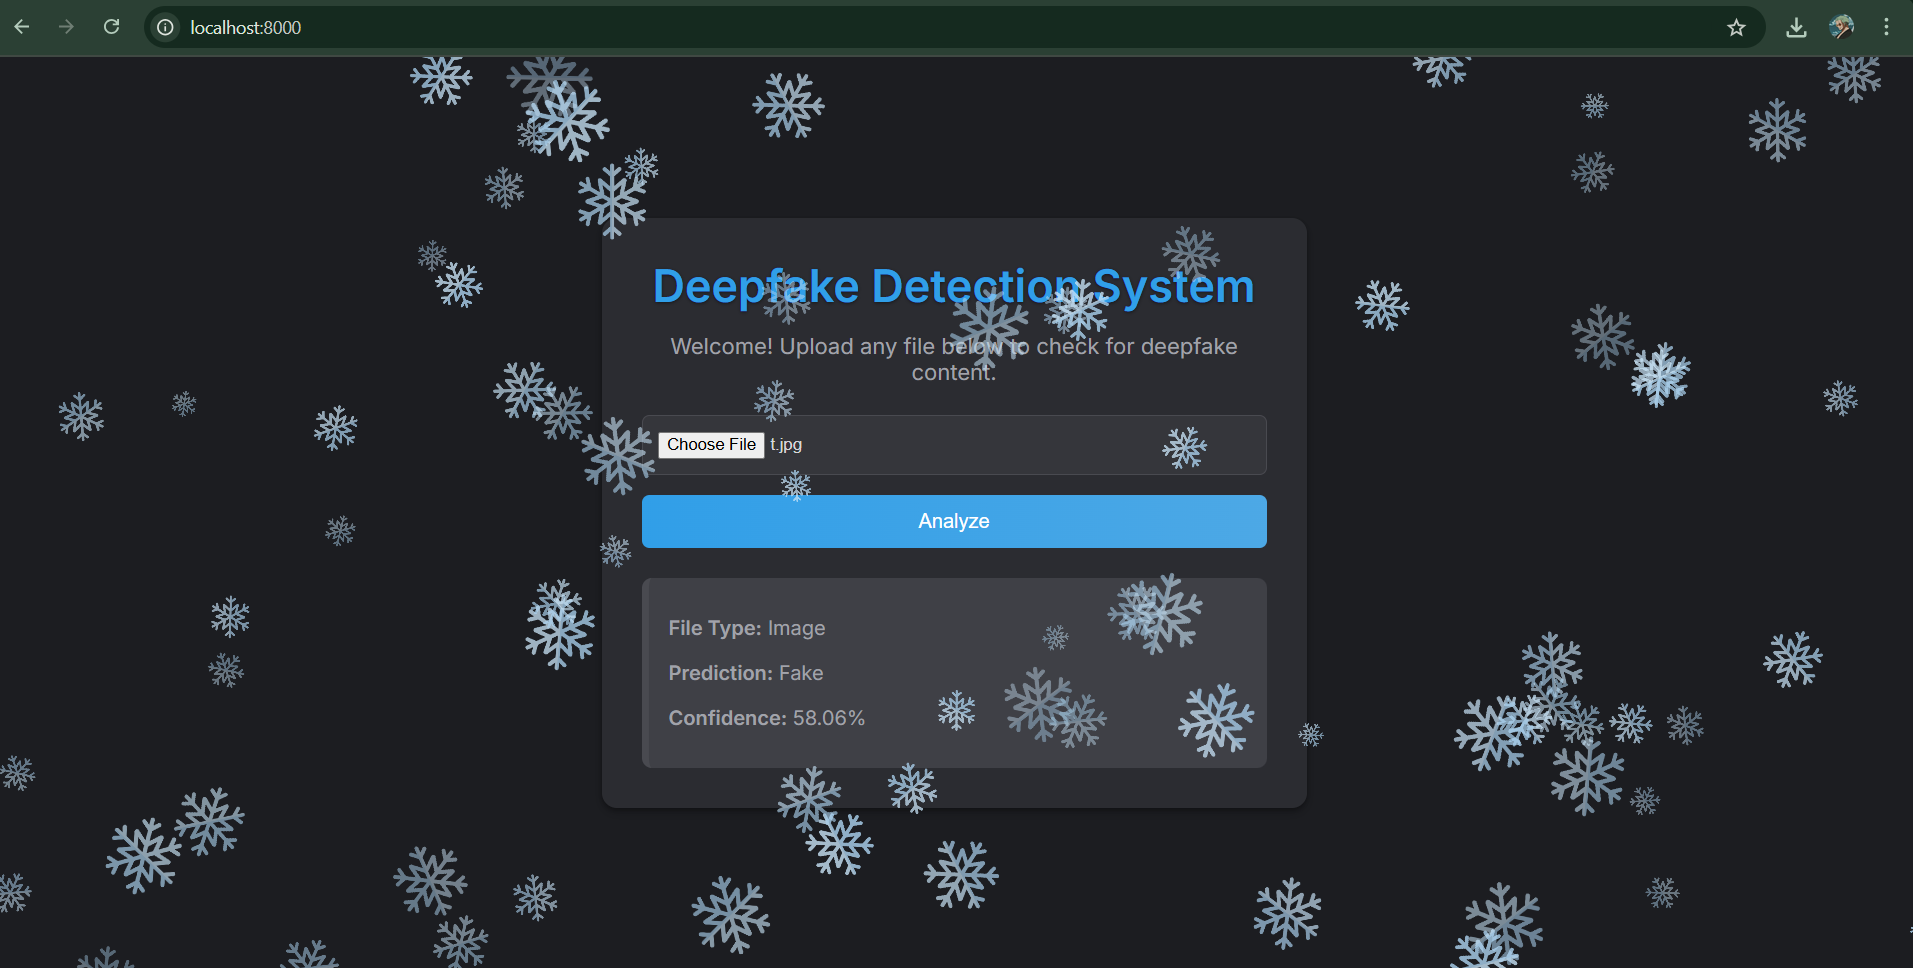 localhost:8000
Deepfake Detection System
Welcome! Upload any file below to check for deepfake
content.
Choose File t.jpg
Analyze
File Type: Image
Prediction: Fake
Confidence: 58.06%